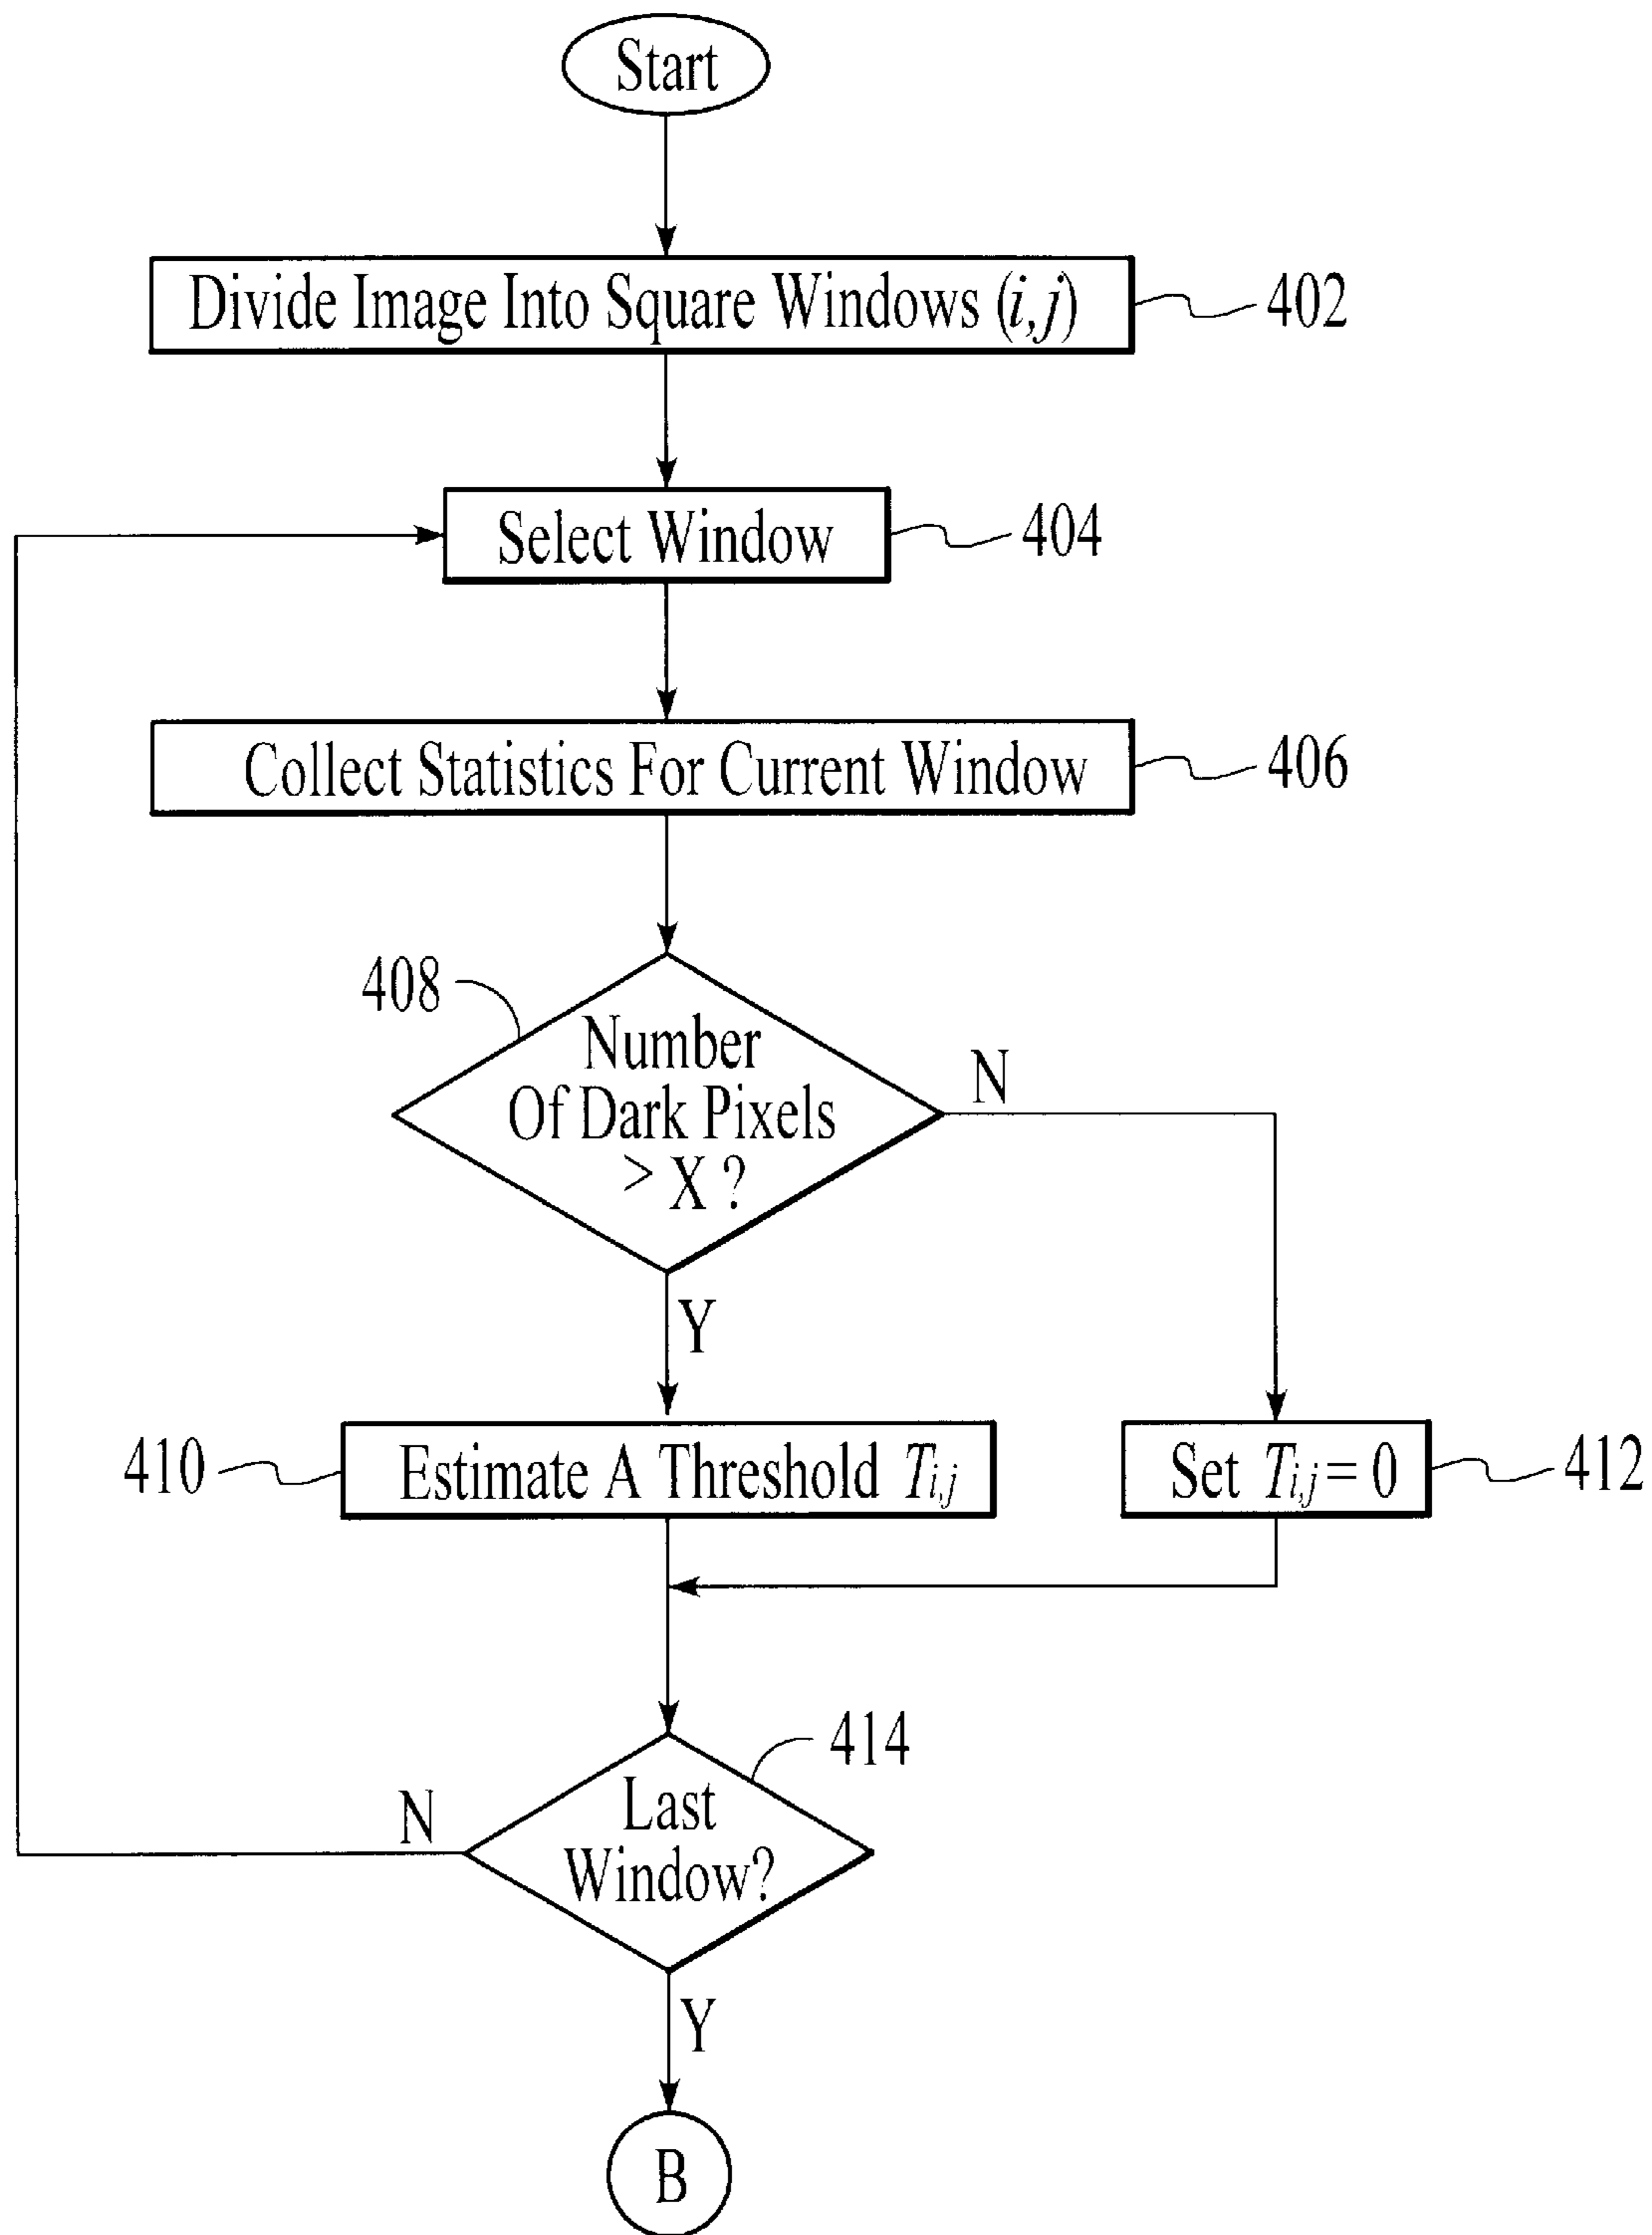 Start
Divide Image Into Square Windows (i,j)
402
Select Window
404
Collect Statistics For Current Window
406
408
Number
Of Dark Pixels
> X ?
N
Y
410
Estimate A Threshold Ti,j
Set Ti,j = 0
412
414
Last
Window?
N
Y
B